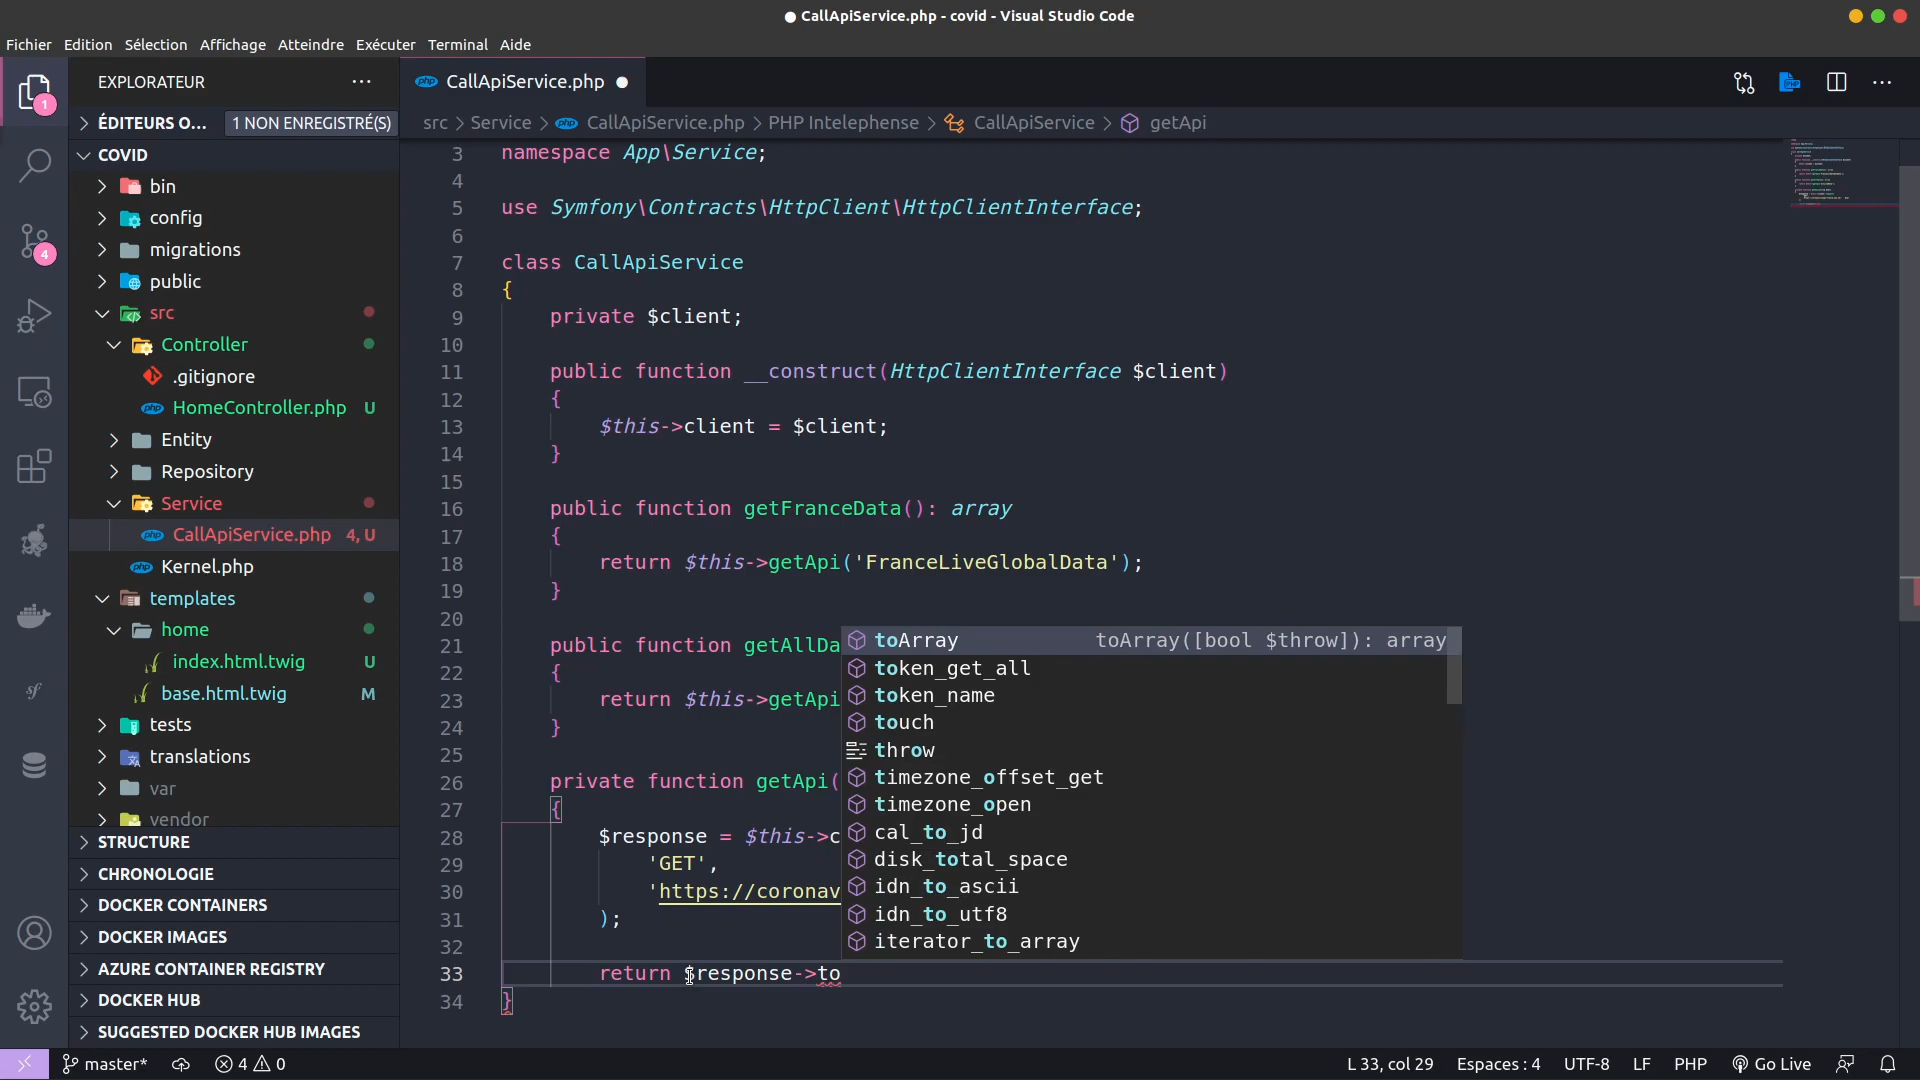 CallApiService.php - covid - Visual Studio Code
Fichier Edition Sélection Affichage Atteindre Exécuter Terminal Aide
EXPLORATEUR
ÉDITEURS O... 1 NON ENREGISTRÉ(S)
COVID
bin
config
migrations
public
src
Controller
.gitignore
HomeController.php U
Entity
Repository
Service
CallApiService.php 4, U
Kernel.php
templates
home
index.html.twig U
base.html.twig M
tests
translations
var
vendor
STRUCTURE
CHRONOLOGIE
DOCKER CONTAINERS
DOCKER IMAGES
AZURE CONTAINER REGISTRY
DOCKER HUB
SUGGESTED DOCKER HUB IMAGES
1
4
php CallApiService.php
src > Service > php CallApiService.php > PHP Intelephense > CallApiService > getApi
3 namespace App\Service;
4
5 use Symfony\Contracts\HttpClient\HttpClientInterface;
6
7 class CallApiService
8 {
9 private $client;
10
11 public function __construct(HttpClientInterface $client)
12 {
13 $this->client = $client;
14 }
15
16 public function getFranceData(): array
17 {
18 return $this->getApi('FranceLiveGlobalData');
19 }
20
21 public function getAllDa
22 {
23 return $this->getApi
24 }
25
26 private function getApi(
27 {
28 $response = $this->c
29 'GET',
30 'https://coronav
31 );
32
33 return $response->to
34 }
toArray toArray([bool $throw]): array
token_get_all
token_name
touch
throw
timezone_offset_get
timezone_open
cal_to_jd
disk_total_space
idn_to_ascii
idn_to_utf8
iterator_to_array
master* 4 0 L 33, col 29 Espaces : 4 UTF-8 LF PHP Go Live